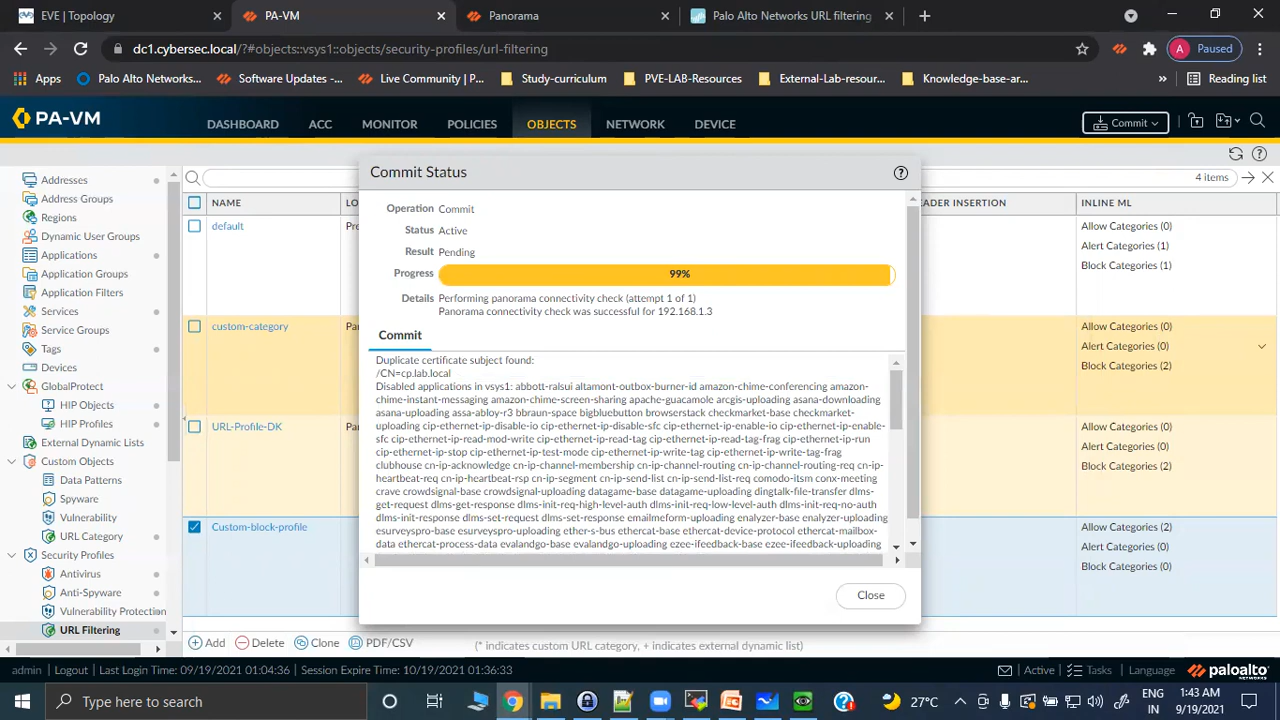 EVE | Topology
PA-VM
Panorama
Palo Alto Networks URL filtering
dc1.cybersec.local/?#objects::vsys1::objects/security-profiles/url-filtering
A Paused
Apps
Palo Alto Networks...
Software Updates -...
Live Community | P...
Study-curriculum
PVE-LAB-Resources
External-Lab-resour...
Knowledge-base-ar...
»
Reading list
PA-VM
DASHBOARD
ACC
MONITOR
POLICIES
OBJECTS
NETWORK
DEVICE
Commit
4 items
Addresses
Address Groups
Regions
Dynamic User Groups
Applications
Application Groups
Application Filters
Services
Service Groups
Tags
Devices
GlobalProtect
HIP Objects
HIP Profiles
External Dynamic Lists
Custom Objects
Data Patterns
Spyware
Vulnerability
URL Category
Security Profiles
Antivirus
Anti-Spyware
Vulnerability Protection
URL Filtering
NAME
LO
ADER INSERTION
INLINE ML
default
Pre
Allow Categories (0)
Alert Categories (1)
Block Categories (1)
custom-category
Pa
Allow Categories (0)
Alert Categories (0)
Block Categories (2)
URL-Profile-DK
Pa
Allow Categories (0)
Alert Categories (0)
Block Categories (2)
Custom-block-profile
Allow Categories (2)
Alert Categories (0)
Block Categories (0)
Commit Status
Operation Commit
Status Active
Result Pending
Progress 99%
Details Performing panorama connectivity check (attempt 1 of 1)
Panorama connectivity check was successful for 192.168.1.3
Commit
Duplicate certificate subject found:
/CN=cp.lab.local
Disabled applications in vsys1: abbott-ralsui altamont-outbox-burner-id amazon-chime-conferencing amazon-
chime-instant-messaging amazon-chime-screen-sharing apache-guacamole arcgis-uploading asana-downloading
asana-uploading assa-abloy-r3 bbraun-space bigbluebutton browserstack checkmarket-base checkmarket-
uploading cip-ethernet-ip-disable-io cip-ethernet-ip-disable-sfc cip-ethernet-ip-enable-io cip-ethernet-ip-enable-
sfc cip-ethernet-ip-read-mod-write cip-ethernet-ip-read-tag cip-ethernet-ip-read-tag-frag cip-ethernet-ip-run
cip-ethernet-ip-stop cip-ethernet-ip-test-mode cip-ethernet-ip-write-tag cip-ethernet-ip-write-tag-frag
clubhouse cn-ip-acknowledge cn-ip-channel-membership cn-ip-channel-routing cn-ip-channel-routing-req cn-ip-
heartbeat-req cn-ip-heartbeat-rsp cn-ip-segment cn-ip-send-list cn-ip-send-list-req comodo-itsm conx-meeting
crave crowdsignal-base crowdsignal-uploading datagame-base datagame-uploading dingtalk-file-transfer dlms-
get-request dlms-get-response dlms-init-req-high-level-auth dlms-init-req-low-level-auth dlms-init-req-no-auth
dlms-init-response dlms-set-request dlms-set-response emailmeform-uploading enalyzer-base enalyzer-uploading
esurveyspro-base esurveyspro-uploading ether-s-bus ethercat-base ethercat-device-protocol ethercat-mailbox-
data ethercat-process-data evalandgo-base evalandgo-uploading ezee-ifeedback-base ezee-ifeedback-uploading
Close
Add
Delete
Clone
PDF/CSV
(* indicates custom URL category, + indicates external dynamic list)
admin | Logout | Last Login Time: 09/19/2021 01:04:36 | Session Expire Time: 10/19/2021 01:36:33
Active
Tasks
Language
paloalto
NETWORKS
Type here to search
27°C
ENG
IN
1:43 AM
9/19/2021